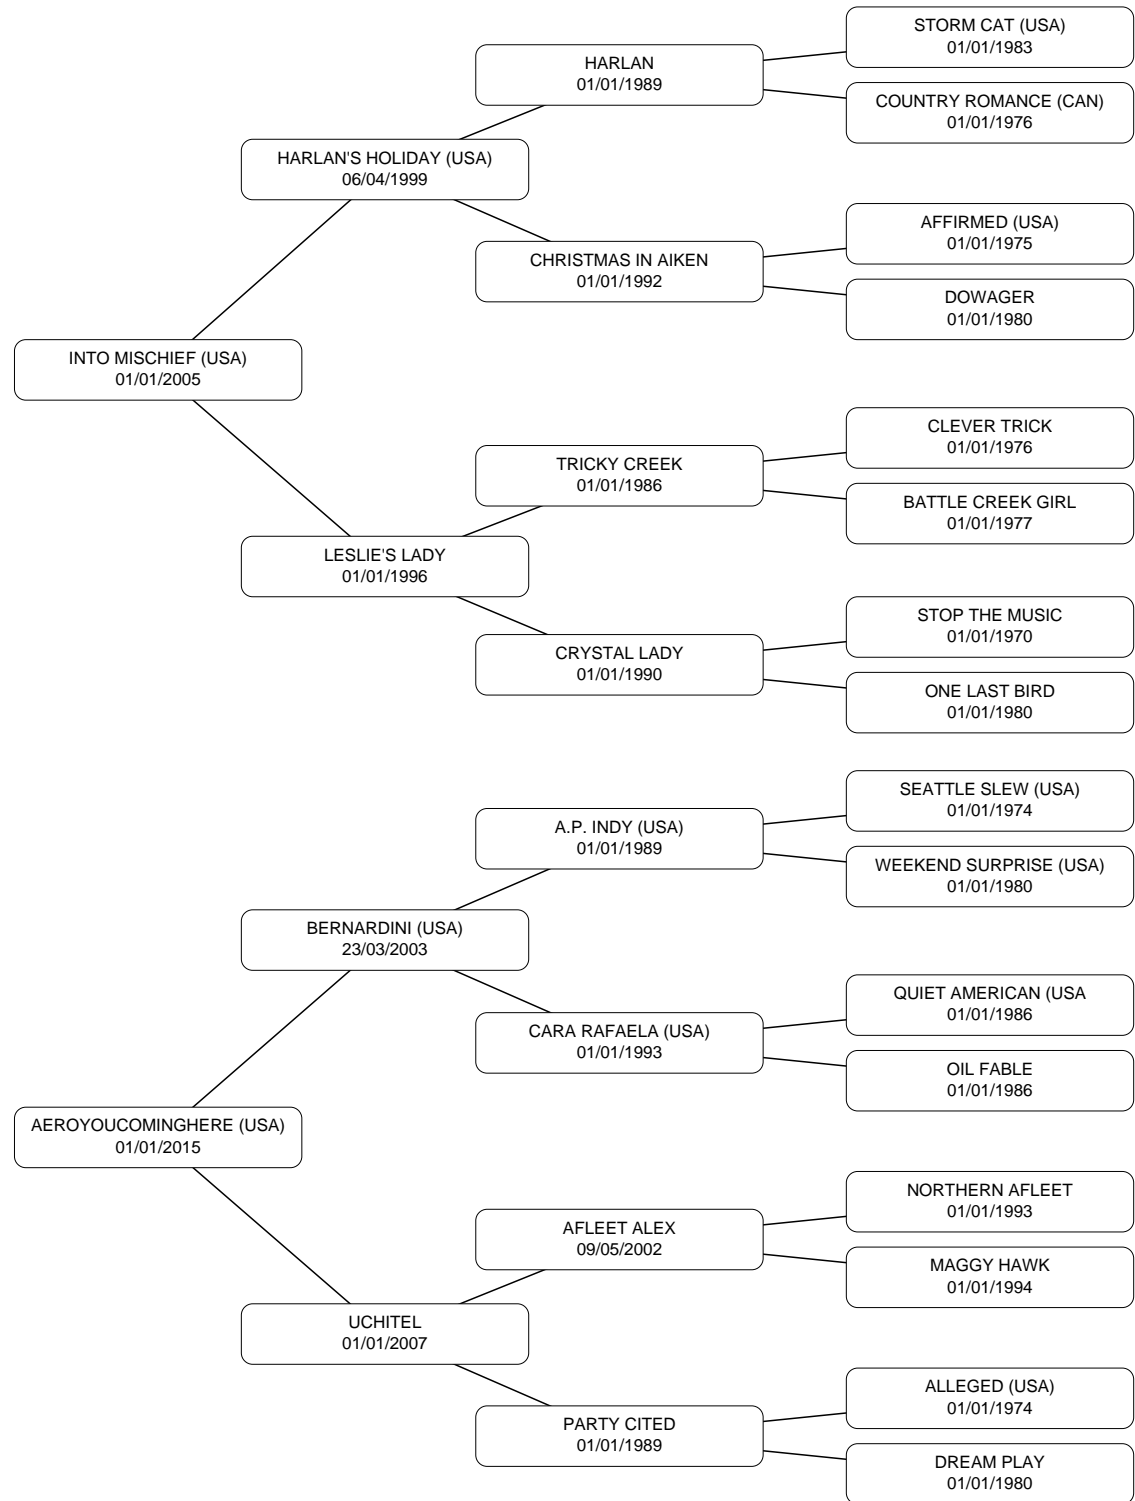 STORM CAT (USA)
01/01/1983
HARLAN
01/01/1989
COUNTRY ROMANCE (CAN)
01/01/1976
HARLAN'S HOLIDAY (USA)
06/04/1999
AFFIRMED (USA)
01/01/1975
CHRISTMAS IN AIKEN
01/01/1992
DOWAGER
01/01/1980
INTO MISCHIEF (USA)
01/01/2005
CLEVER TRICK
01/01/1976
TRICKY CREEK
01/01/1986
BATTLE CREEK GIRL
01/01/1977
LESLIE'S LADY
01/01/1996
STOP THE MUSIC
01/01/1970
CRYSTAL LADY
01/01/1990
ONE LAST BIRD
01/01/1980
SEATTLE SLEW (USA)
01/01/1974
A.P. INDY (USA)
01/01/1989
WEEKEND SURPRISE (USA)
01/01/1980
BERNARDINI (USA)
23/03/2003
QUIET AMERICAN (USA
01/01/1986
CARA RAFAELA (USA)
01/01/1993
OIL FABLE
01/01/1986
AEROYOUCOMINGHERE (USA)
01/01/2015
NORTHERN AFLEET
01/01/1993
AFLEET ALEX
09/05/2002
MAGGY HAWK
01/01/1994
UCHITEL
01/01/2007
ALLEGED (USA)
01/01/1974
PARTY CITED
01/01/1989
DREAM PLAY
01/01/1980